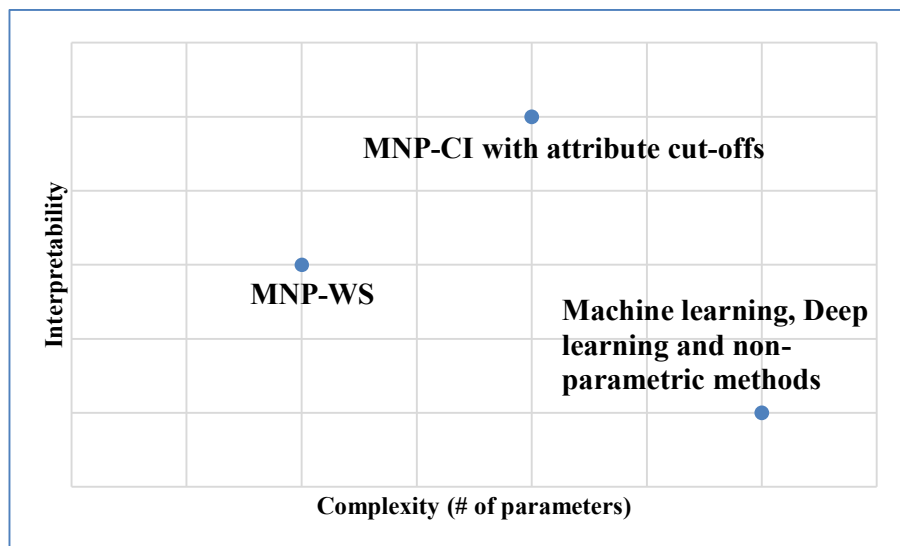 MNP-CI with attribute cut-offs
Interpretability
MNP-WS
Machine learning, Deep
learning and non-
parametric methods
Complexity (# of parameters)